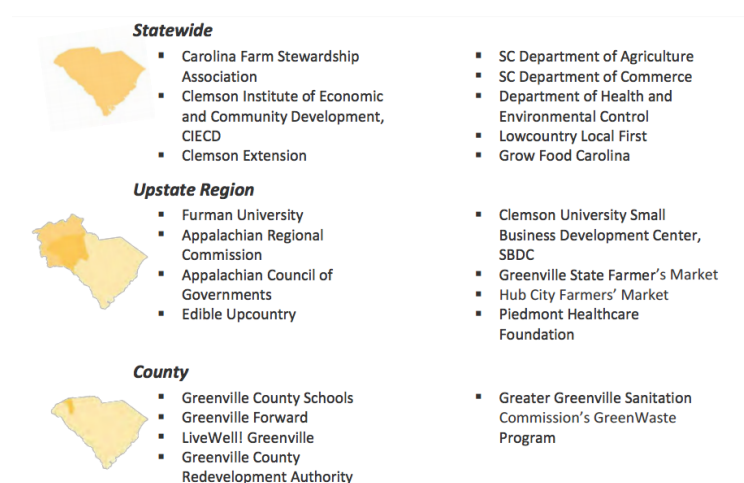 Statewide
▪ Carolina Farm Stewardship
Association
▪ Clemson Institute of Economic
and Community Development,
CIECD
▪ Clemson Extension
▪ SC Department of Agriculture
▪ SC Department of Commerce
▪ Department of Health and
Environmental Control
▪ Lowcountry Local First
▪ Grow Food Carolina
Upstate Region
▪ Furman University
▪ Appalachian Regional
Commission
▪ Appalachian Council of
Governments
▪ Edible Upcountry
▪ Clemson University Small
Business Development Center,
SBDC
▪ Greenville State Farmer's Market
▪ Hub City Farmers' Market
▪ Piedmont Healthcare
Foundation
County
▪ Greenville County Schools
▪ Greenville Forward
▪ LiveWell! Greenville
▪ Greenville County
Redevelopment Authority
▪ Greater Greenville Sanitation
Commission's GreenWaste
Program